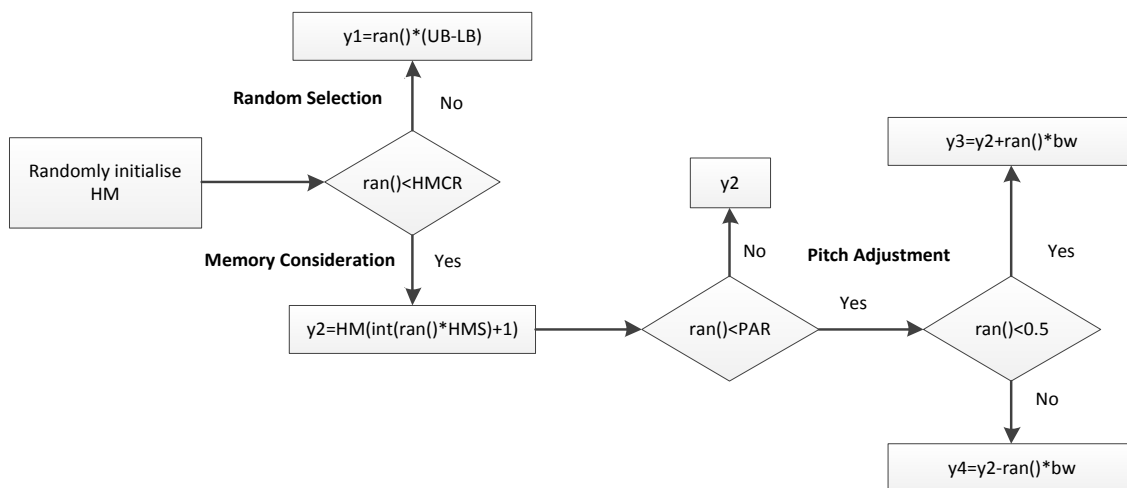 y1=ran()*(UB-LB)
Random Selection
No
Randomly initialise
HM
ran()<HMCR
Memory Consideration
Yes
y2=HM(int(ran()*HMS)+1)
y2
No
ran()<PAR
Pitch Adjustment
Yes
y3=y2+ran()*bw
Yes
ran()<0.5
No
y4=y2-ran()*bw